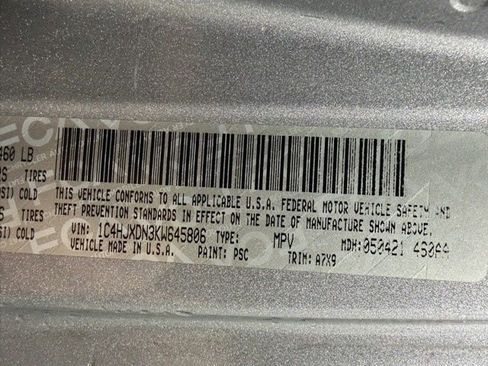 460 LB
TIRES
COLD
THIS VEHICLE CONFORMS TO ALL APPLICABLE U.S.A. FEDERAL MOTOR VEHICLE SAFETY AND
TIRES THEFT PREVENTION STANDARDS IN EFFECT ON THE DATE OF MANUFACTURE SHOWN ABOVE.
SI) COLD VIN: 1C4HJXDN3KW645806 TYPE: MPV MDH: 050421 4S0AA
VEHICLE MADE IN U.S.A. PAINT: PSC TRIM: A7X9